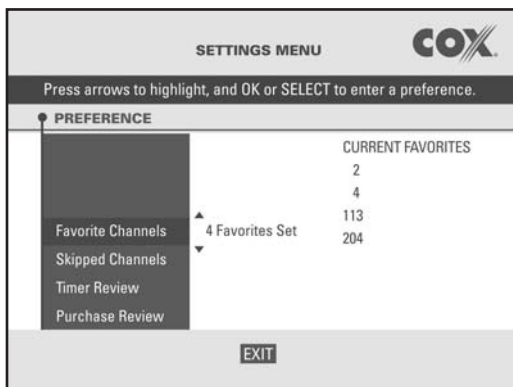 SETTINGS MENU
COX
Press arrows to highlight, and OK or SELECT to enter a preference.
PREFERENCE
CURRENT FAVORITES
2
4
113
204
Favorite Channels
4 Favorites Set
Skipped Channels
Timer Review
Purchase Review
EXIT